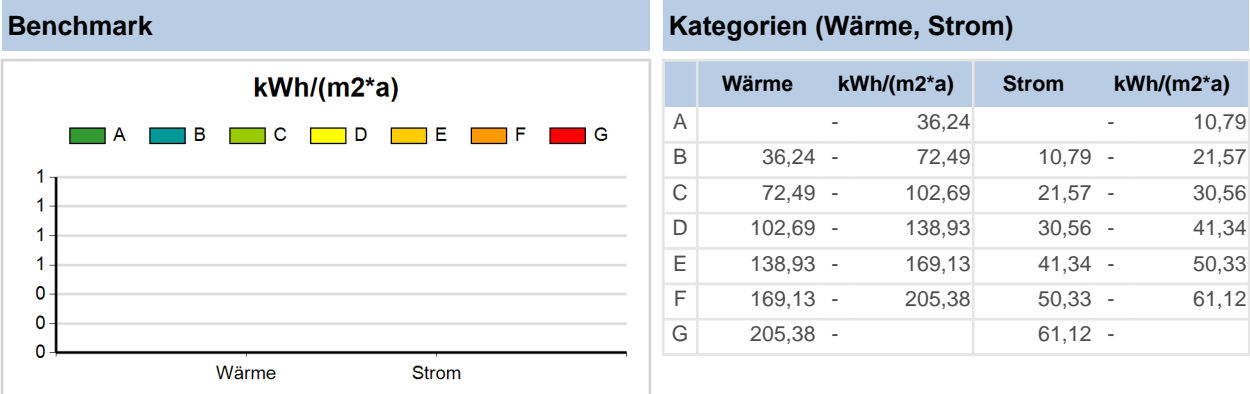 Benchmark
kWh/(m2*a)
A B C D E F G
1
1
1
1
0
0
0
Wärme Strom
Kategorien (Wärme, Strom)
Wärme kWh/(m2*a) Strom kWh/(m2*a)
A - 36,24 - 10,79
B 36,24 - 72,49 10,79 - 21,57
C 72,49 - 102,69 21,57 - 30,56
D 102,69 - 138,93 30,56 - 41,34
E 138,93 - 169,13 41,34 - 50,33
F 169,13 - 205,38 50,33 - 61,12
G 205,38 - 61,12 -